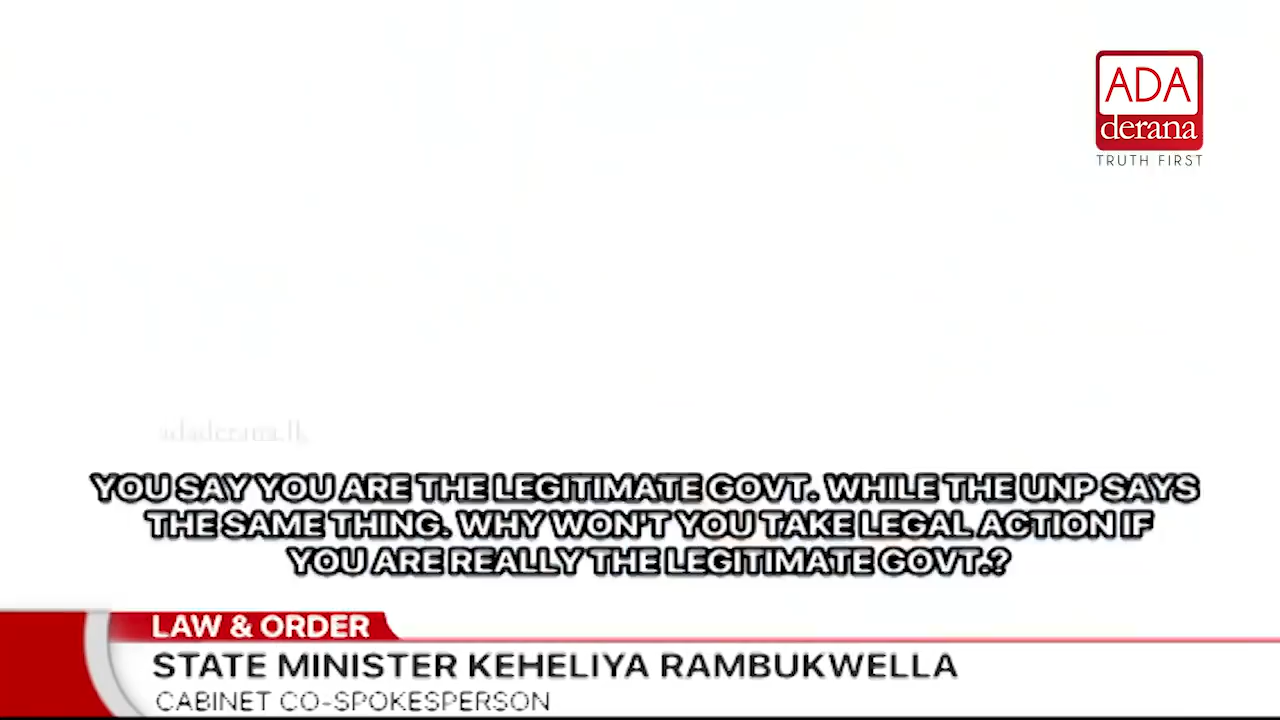 ADA
derana
TRUTH FIRST
adaderana.lk
YOU SAY YOU ARE THE LEGITIMATE GOVT. WHILE THE UNP SAYS
THE SAME THING. WHY WON'T YOU TAKE LEGAL ACTION IF
YOU ARE REALLY THE LEGITIMATE GOVT.?
LAW & ORDER
STATE MINISTER KEHELIYA RAMBUKWELLA
CABINET CO-SPOKESPERSON